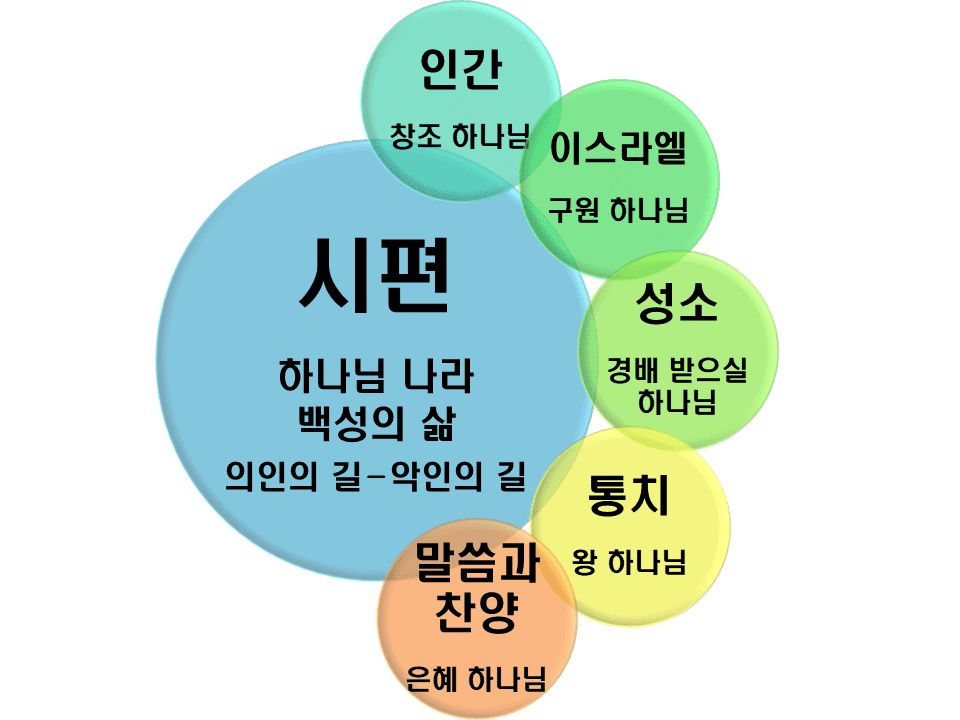 인간
창조 하나님
이스라엘
구원 하나님
시편
하나님 나라
백성의 삶
의인의 길-악인의 길
성소
경배 받으실
하나님
통치
왕 하나님
말씀과
찬양
은혜 하나님